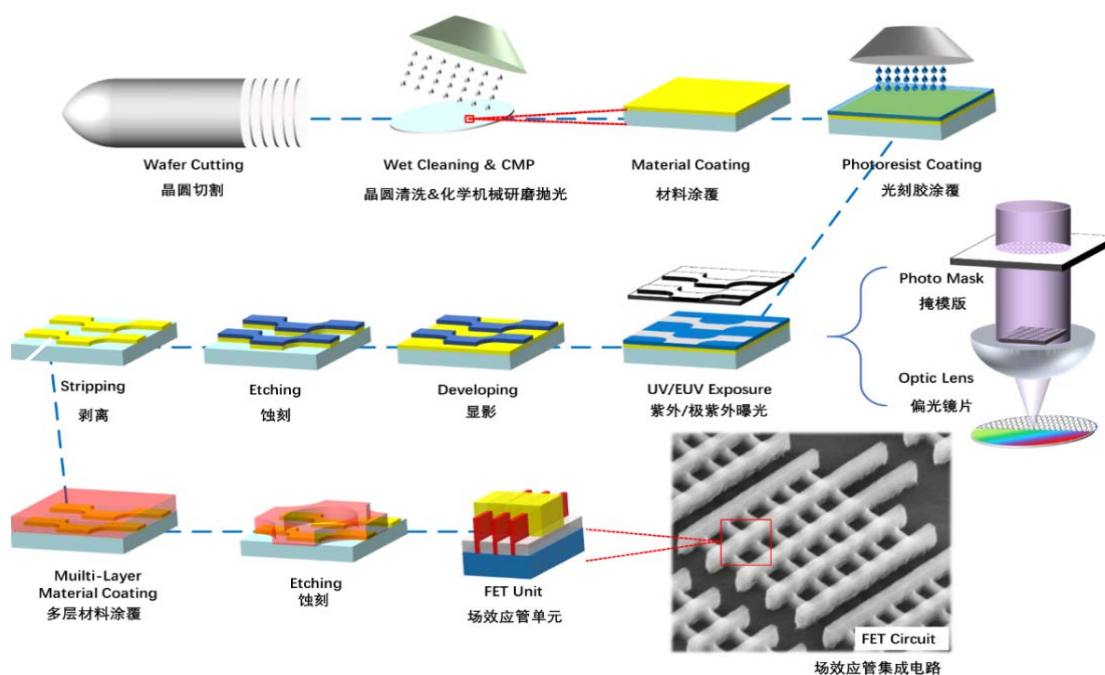 Wafer Cutting
晶圆切割
Wet Cleaning & CMP
晶圆清洗&化学机械研磨抛光
Material Coating
材料涂覆
Photoresist Coating
光刻胶涂覆
Photo Mask
掩模版
Optic Lens
偏光镜片
UV/EUV Exposure
紫外/极紫外曝光
Developing
显影
Etching
蚀刻
Stripping
剥离
Muilti-Layer
Material Coating
多层材料涂覆
Etching
蚀刻
FET Unit
场效应管单元
FET Circuit
场效应管集成电路